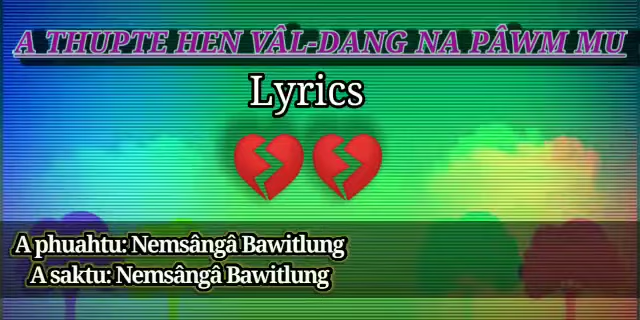 A THUPTE HEN VÂL-DANG NA PÂWM MU
Lyrics
A phuahtu: Nemsângâ Bawitlung
A saktu: Nemsângâ Bawitlung